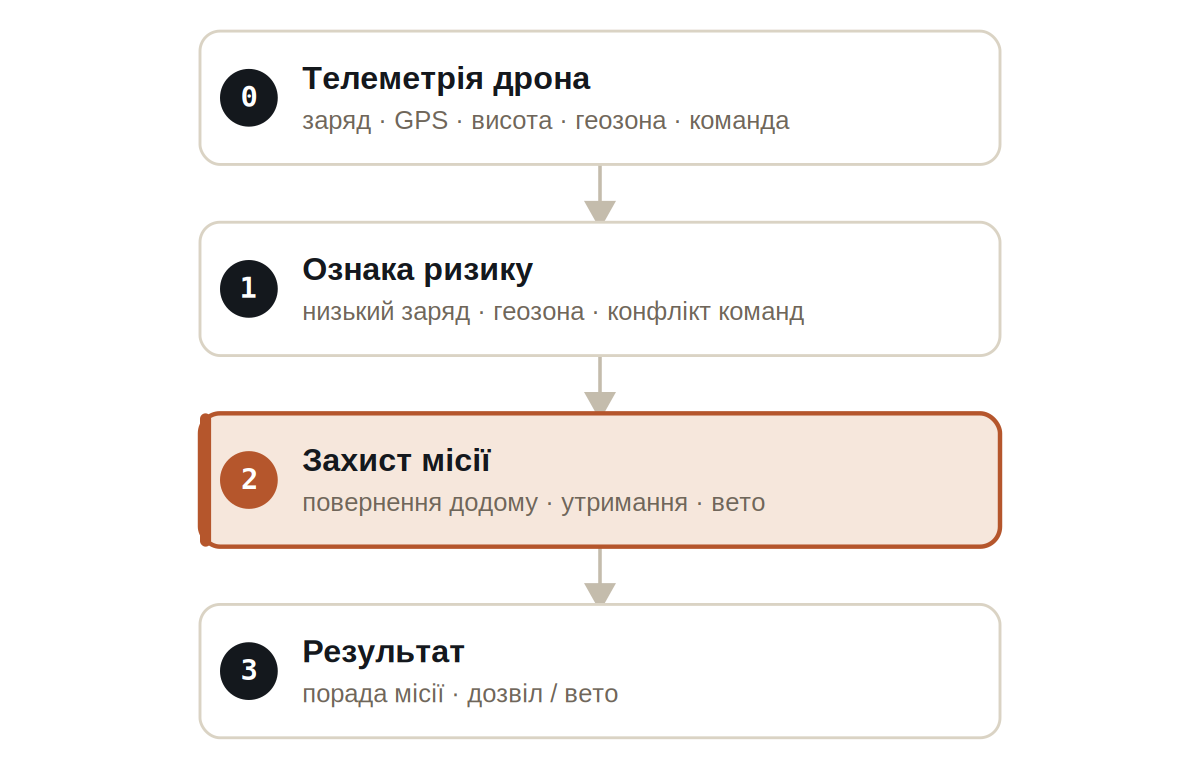 0
Телеметрія дрона
заряд · GPS · висота · геозона · команда
1
Ознака ризику
низький заряд · геозона · конфлікт команд
2
Захист місії
повернення додому · утримання · вето
3
Результат
порада місії · дозвіл / вето